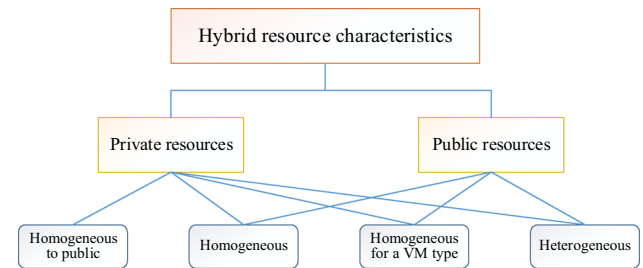 Hybrid resource characteristics
Private resources
Public resources
Homogeneous
to public
Homogeneous
Homogeneous
for a VM type
Heterogeneous